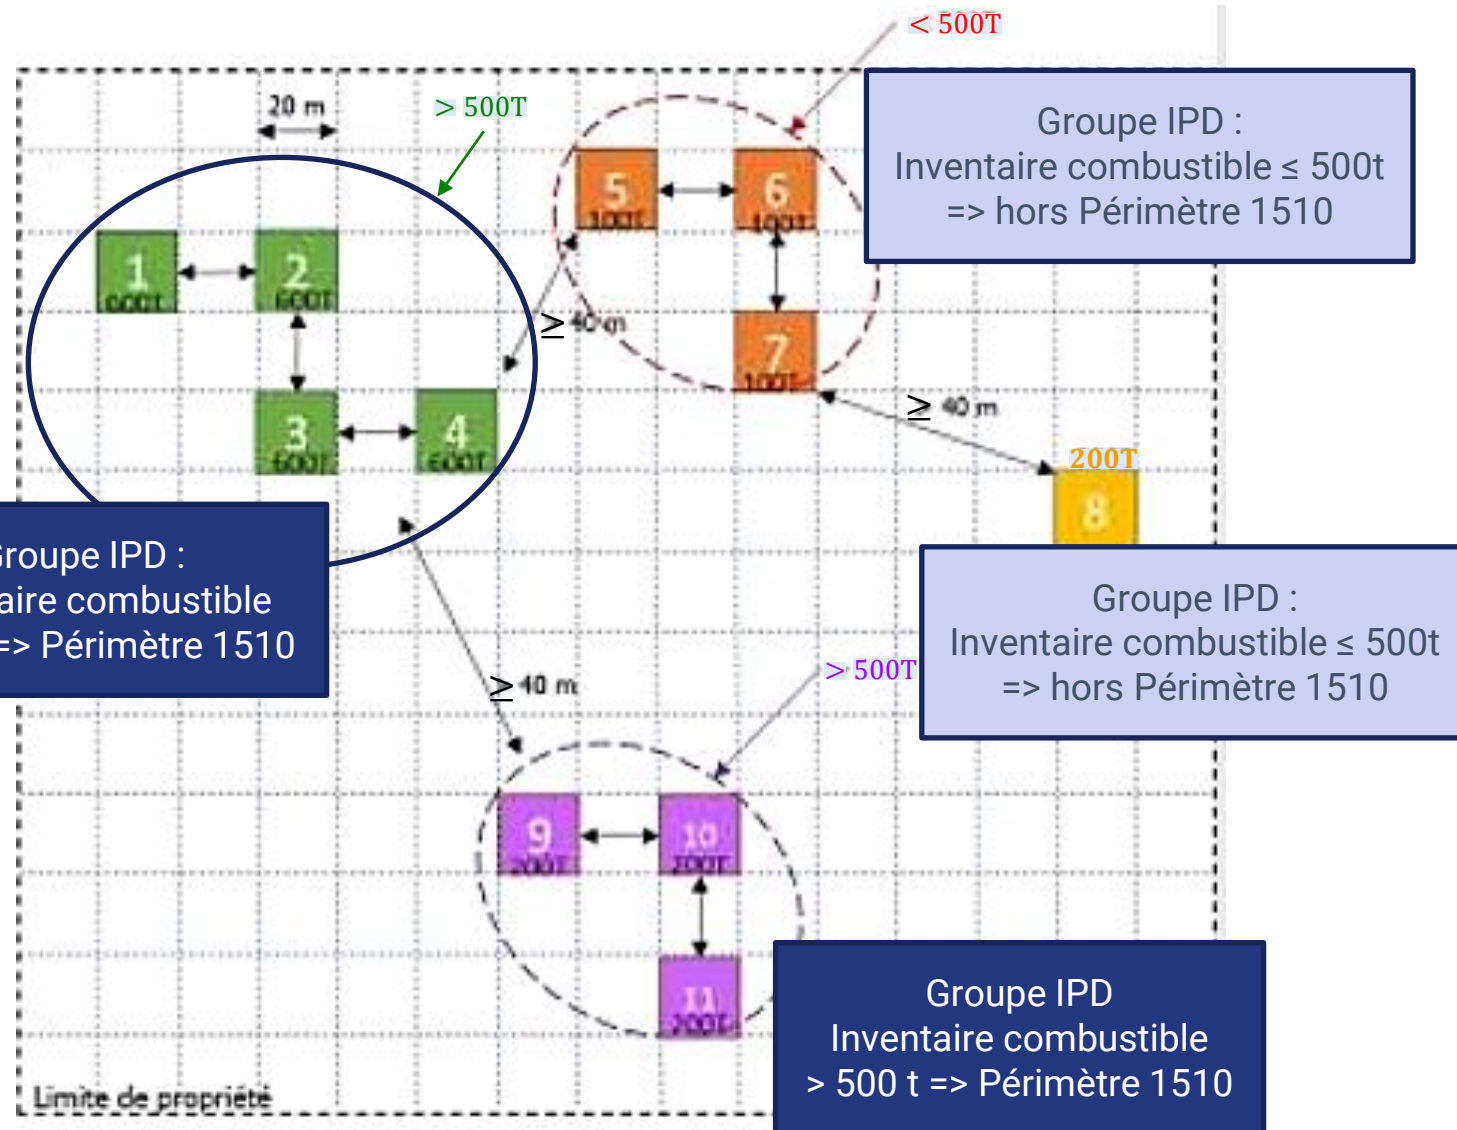 < 500T
20 m
> 500T
Groupe IPD :
Inventaire combustible ≤ 500t
=> hors Périmètre 1510
5
100T
6
100T
1
600T
2
600T
≥ 40 m
7
100T
3
600T
4
600T
≥ 40 m
200T
8
Groupe IPD :
combustible
=> Périmètre 1510
Groupe IPD :
Inventaire combustible ≤ 500t
=> hors Périmètre 1510
≥ 40 m
> 500T
9
200T
10
200T
11
200T
Groupe IPD
Inventaire combustible
> 500 t => Périmètre 1510
Limite de propriété